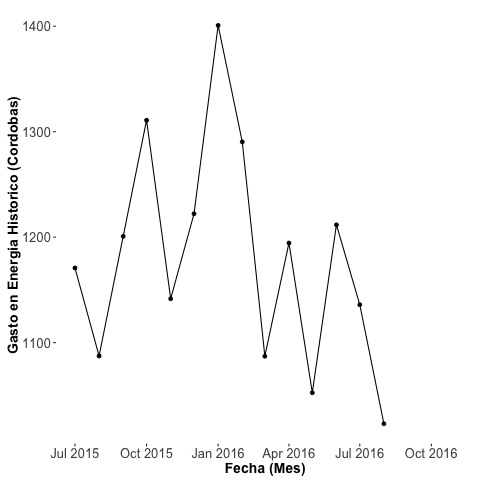 1400
1300
1200
1100
Gasto en Energia Historico (Cordobas)
Jul 2015 Oct 2015 Jan 2016 Apr 2016 Jul 2016 Oct 2016
Fecha (Mes)